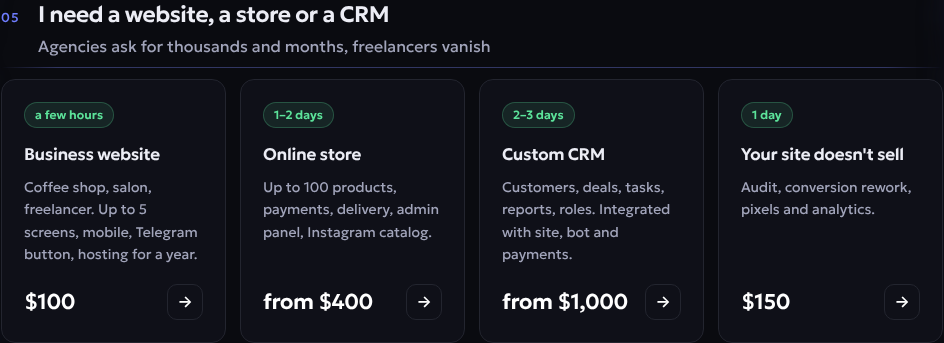 05
I need a website, a store or a CRM
Agencies ask for thousands and months, freelancers vanish
a few hours
Business website
Coffee shop, salon,
freelancer. Up to 5
screens, mobile, Telegram
button, hosting for a year.
$100
→
1–2 days
Online store
Up to 100 products,
payments, delivery, admin
panel, Instagram catalog.
from $400
→
2–3 days
Custom CRM
Customers, deals, tasks,
reports, roles. Integrated
with site, bot and
payments.
from $1,000
→
1 day
Your site doesn't sell
Audit, conversion rework,
pixels and analytics.
$150
→